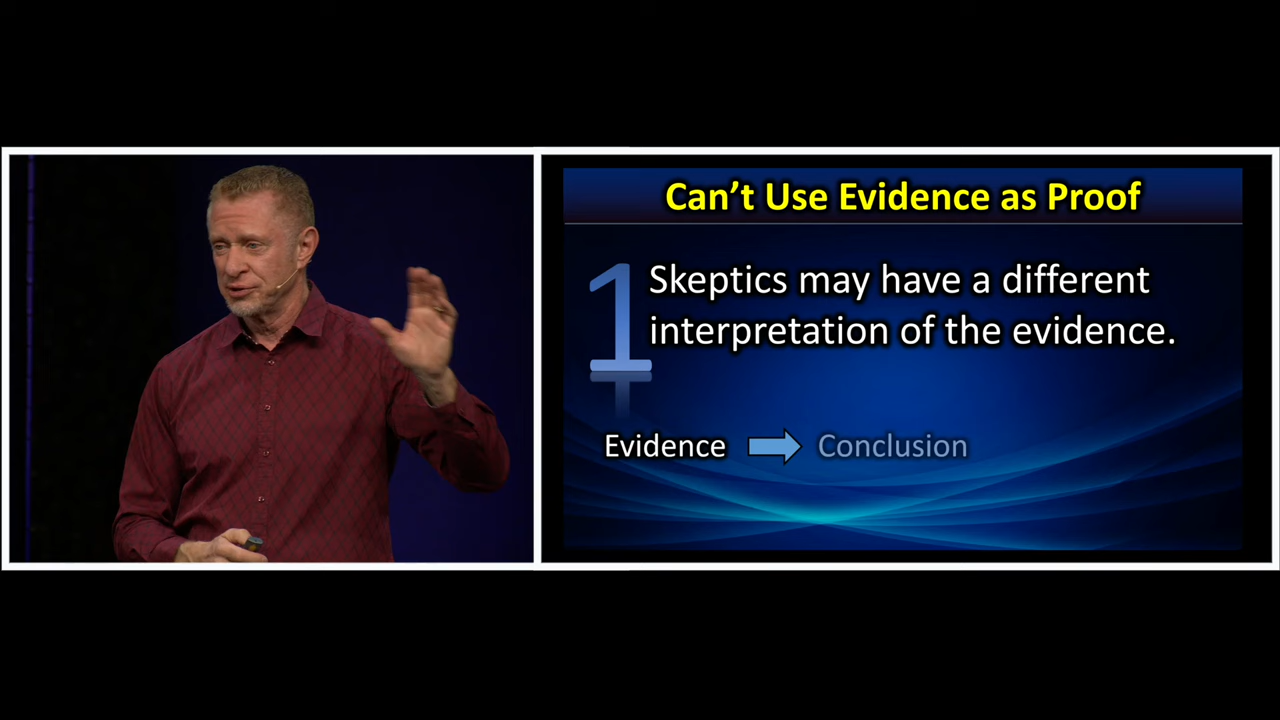 Can’t Use Evidence as Proof
1
Skeptics may have a different
interpretation of the evidence.
Evidence Conclusion